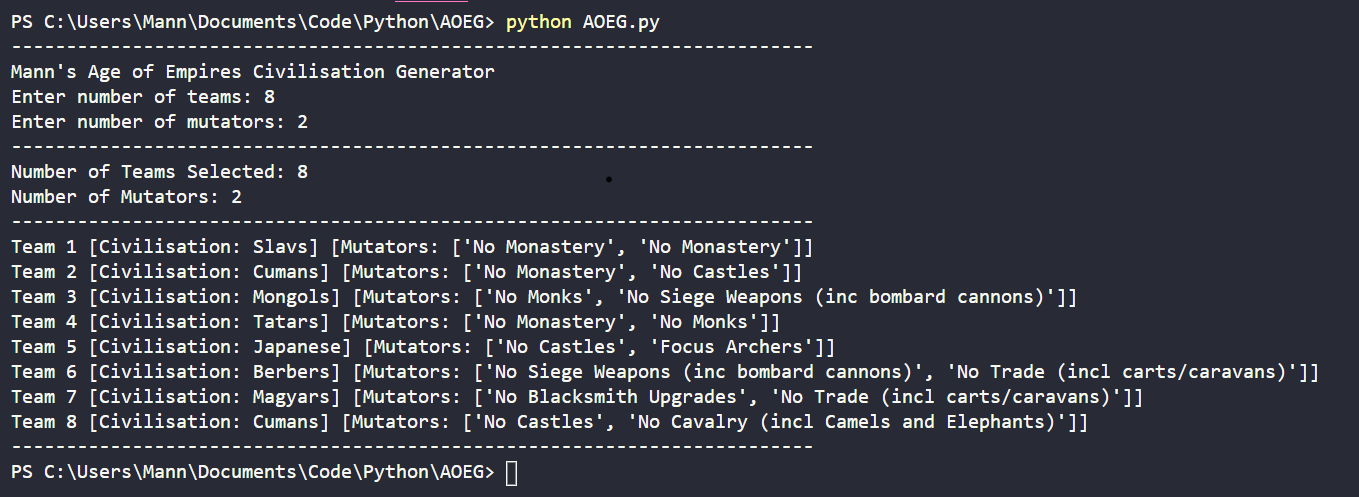 PS C:\Users\Mann\Documents\Code\Python\AOEG> python AOEG.py
-------------------------------------------------------------------------
Mann's Age of Empires Civilisation Generator
Enter number of teams: 8
Enter number of mutators: 2
-------------------------------------------------------------------------
Number of Teams Selected: 8
Number of Mutators: 2
-------------------------------------------------------------------------
Team 1 [Civilisation: Slavs] [Mutators: ['No Monastery', 'No Monastery']]
Team 2 [Civilisation: Cumans] [Mutators: ['No Monastery', 'No Castles']]
Team 3 [Civilisation: Mongols] [Mutators: ['No Monks', 'No Siege Weapons (inc bombard cannons)']]
Team 4 [Civilisation: Tatars] [Mutators: ['No Monastery', 'No Monks']]
Team 5 [Civilisation: Japanese] [Mutators: ['No Castles', 'Focus Archers']]
Team 6 [Civilisation: Berbers] [Mutators: ['No Siege Weapons (inc bombard cannons)', 'No Trade (incl carts/caravans)']]
Team 7 [Civilisation: Magyars] [Mutators: ['No Blacksmith Upgrades', 'No Trade (incl carts/caravans)']]
Team 8 [Civilisation: Cumans] [Mutators: ['No Castles', 'No Cavalry (incl Camels and Elephants)']]
-------------------------------------------------------------------------
PS C:\Users\Mann\Documents\Code\Python\AOEG>